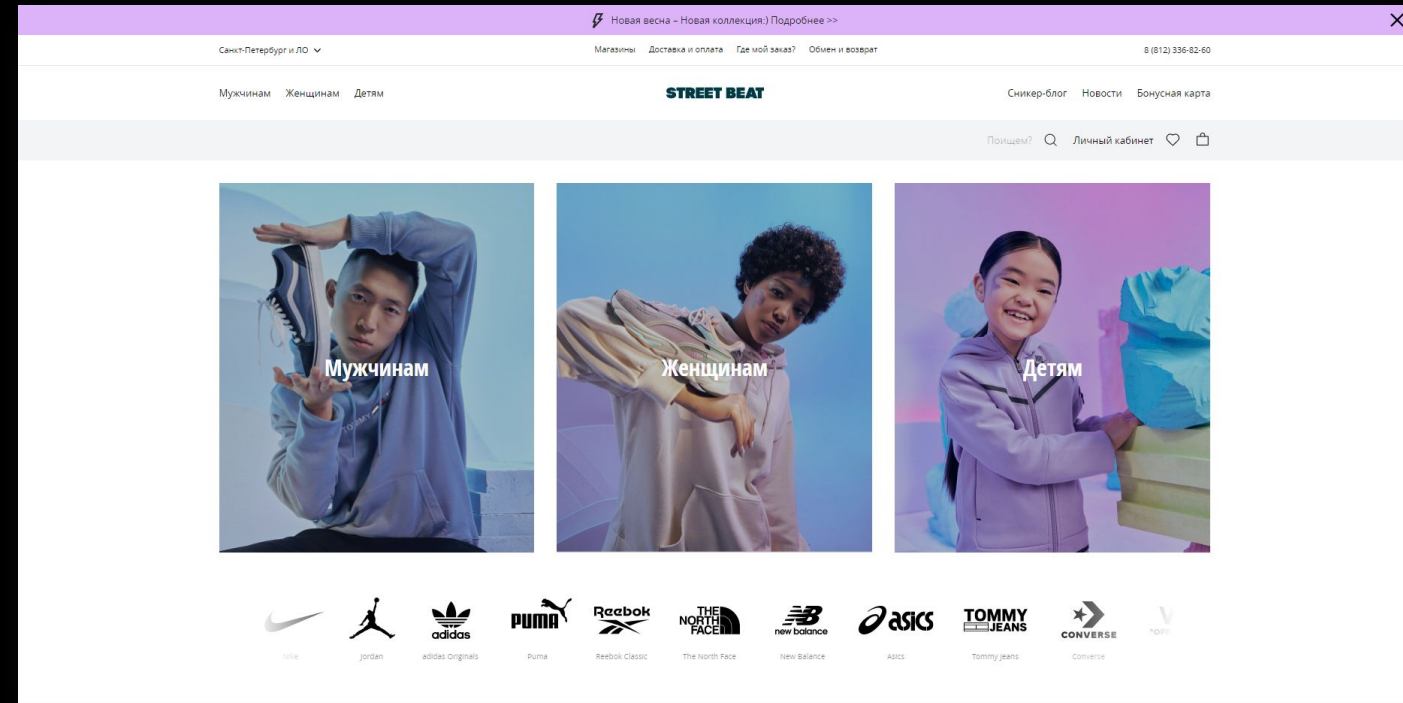 Новая весна – Новая коллекция:) Подробнее >>
Санкт-Петербург и ЛО
Магазины Доставка и оплата Где мой заказ? Обмен и возврат
8 (812) 336-82-60
Мужчинам Женщинам Детям
STREET BEAT
Сникер-блог Новости Бонусная карта
Поищем? Личный кабинет
Мужчинам
Женщинам
Детям
adidas
PUMA
Reebok
THE
NORTH
FACE
new balance
asics
TOMMY
JEANS
CONVERSE
Nike Jordan adidas Originals Puma Reebok Classic The North Face New Balance Asics Tommy Jeans Converse